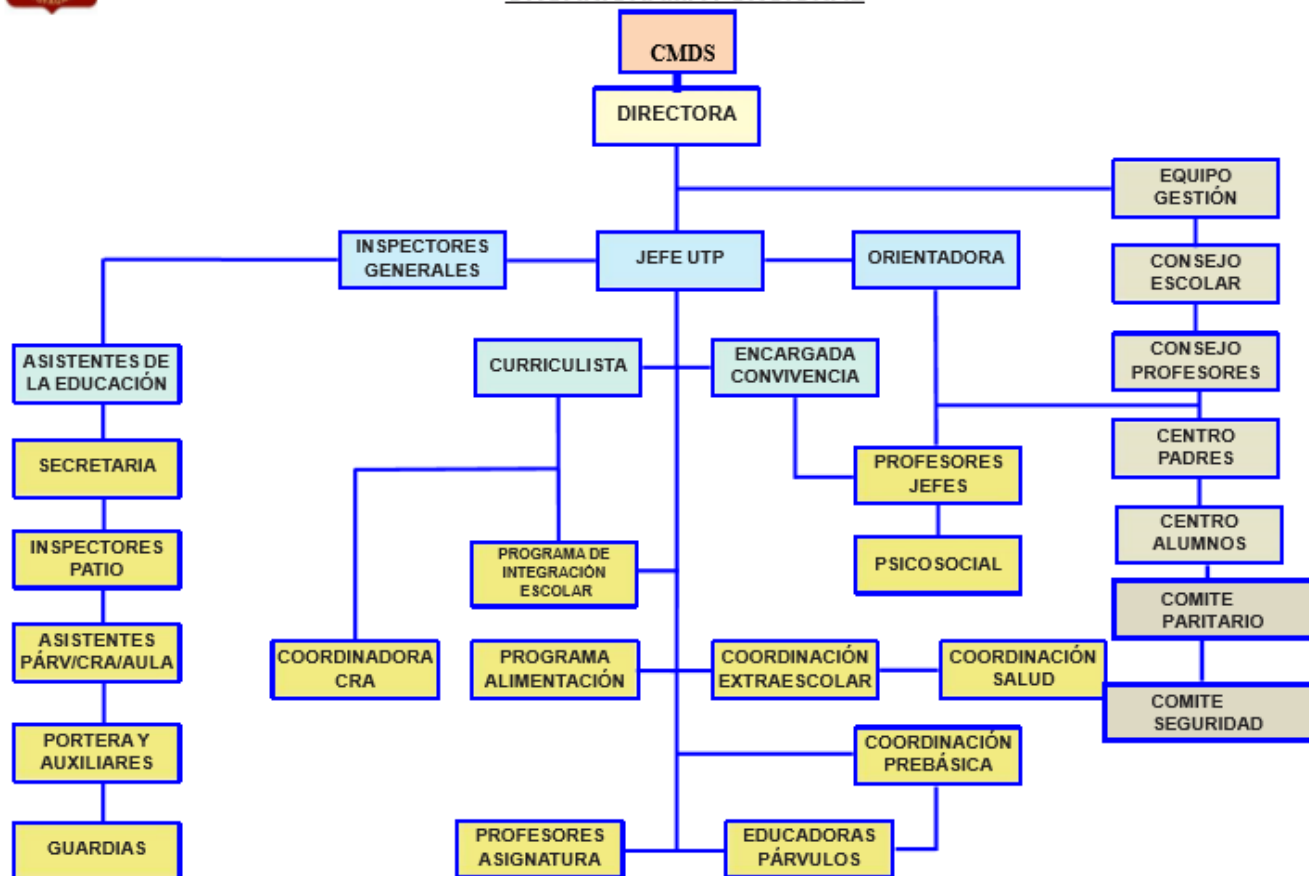 CMDS
DIRECTORA
EQUIPO
GESTIÓN
INSPECTORES
GENERALES
JEFE UTP
ORIENTADORA
CONSEJO
ESCOLAR
ASISTENTES DE
LA EDUCACIÓN
CURRICULISTA
ENCARGADA
CONVIVENCIA
CONSEJO
PROFESORES
SECRETARIA
PROFESORES
JEFES
CENTRO
PADRES
INSPECTORES
PATIO
PROGRAMA DE
INTEGRACIÓN
ESCOLAR
PSICOSOCIAL
CENTRO
ALUMNOS
COMITE
PARITARIO
ASISTENTES
PÁRV/CRA/AULA
COORDINADORA
CRA
PROGRAMA
ALIMENTACIÓN
COORDINACIÓN
EXTRAESCOLAR
COORDINACIÓN
SALUD
COMITE
SEGURIDAD
PORTERA Y
AUXILIARES
COORDINACIÓN
PREBÁSICA
GUARDIAS
PROFESORES
ASIGNATURA
EDUCADORAS
PÁRVULOS